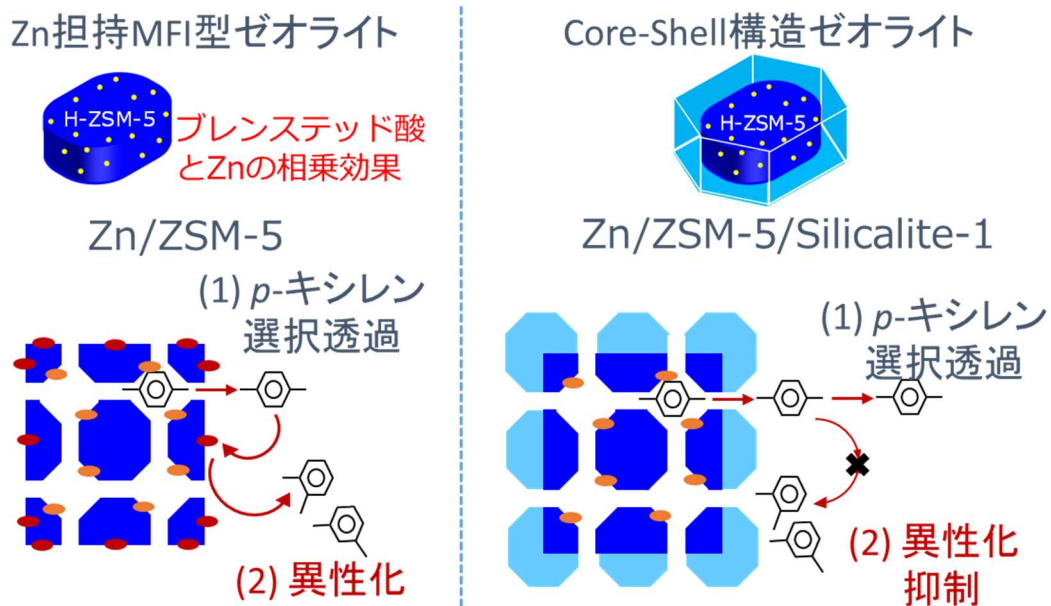 Zn担持MFI型ゼオライト
H-ZSM-5
ブレンステッド酸
とZnの相乗効果
Zn/ZSM-5
(1) p-キシレン
選択透過
(2) 異性化
Core-Shell構造ゼオライト
H-ZSM-5
Zn/ZSM-5/Silicalite-1
(1) p-キシレン
選択透過
(2) 異性化
抑制